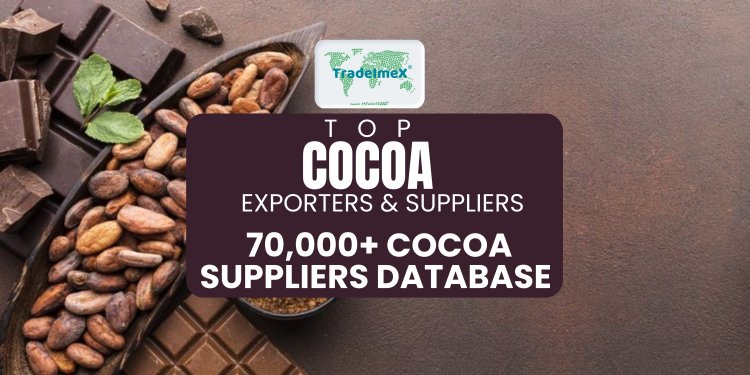 TradeImeX®
TOP
COCOA
EXPORTERS & SUPPLIERS
70,000+ COCOA
SUPPLIERS DATABASE